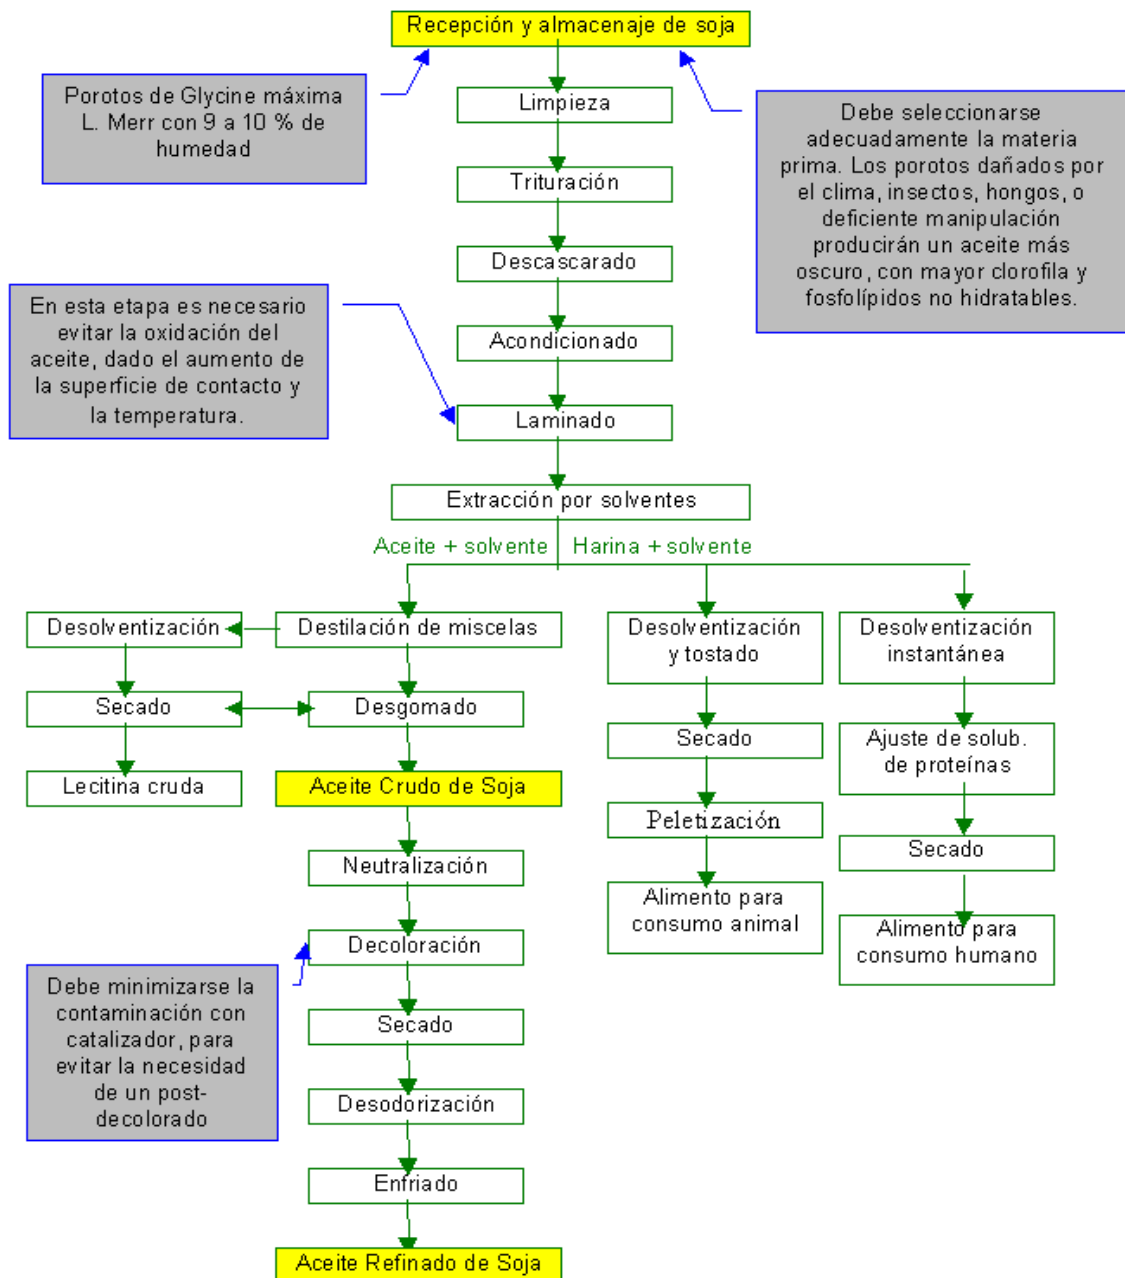 Recepción y almacenaje de soja
Porotos de Glycine máxima
L. Merr con 9 a 10 % de
humedad
Limpieza
Debe seleccionarse
adecuadamente la materia
prima. Los porotos dañados por
el clima, insectos, hongos, o
deficiente manipulación
producirán un aceite más
oscuro, con mayor clorofila y
fosfolípidos no hidratables.
Trituración
Descascarado
En esta etapa es necesario
evitar la oxidación del
aceite, dado el aumento de
la superficie de contacto y
la temperatura.
Acondicionado
Laminado
Extracción por solventes
Aceite + solvente
Harina + solvente
Desolventización
Destilación de miscelas
Desolventización
y tostado
Desolventización
instantánea
Secado
Desgomado
Secado
Ajuste de solub.
de proteínas
Lecitina cruda
Aceite Crudo de Soja
Peletización
Secado
Neutralización
Alimento para
consumo animal
Alimento para
consumo humano
Decoloración
Debe minimizarse la
contaminación con
catalizador, para
evitar la necesidad
de un post-
decolorado
Secado
Desodorización
Enfriado
Aceite Refinado de Soja